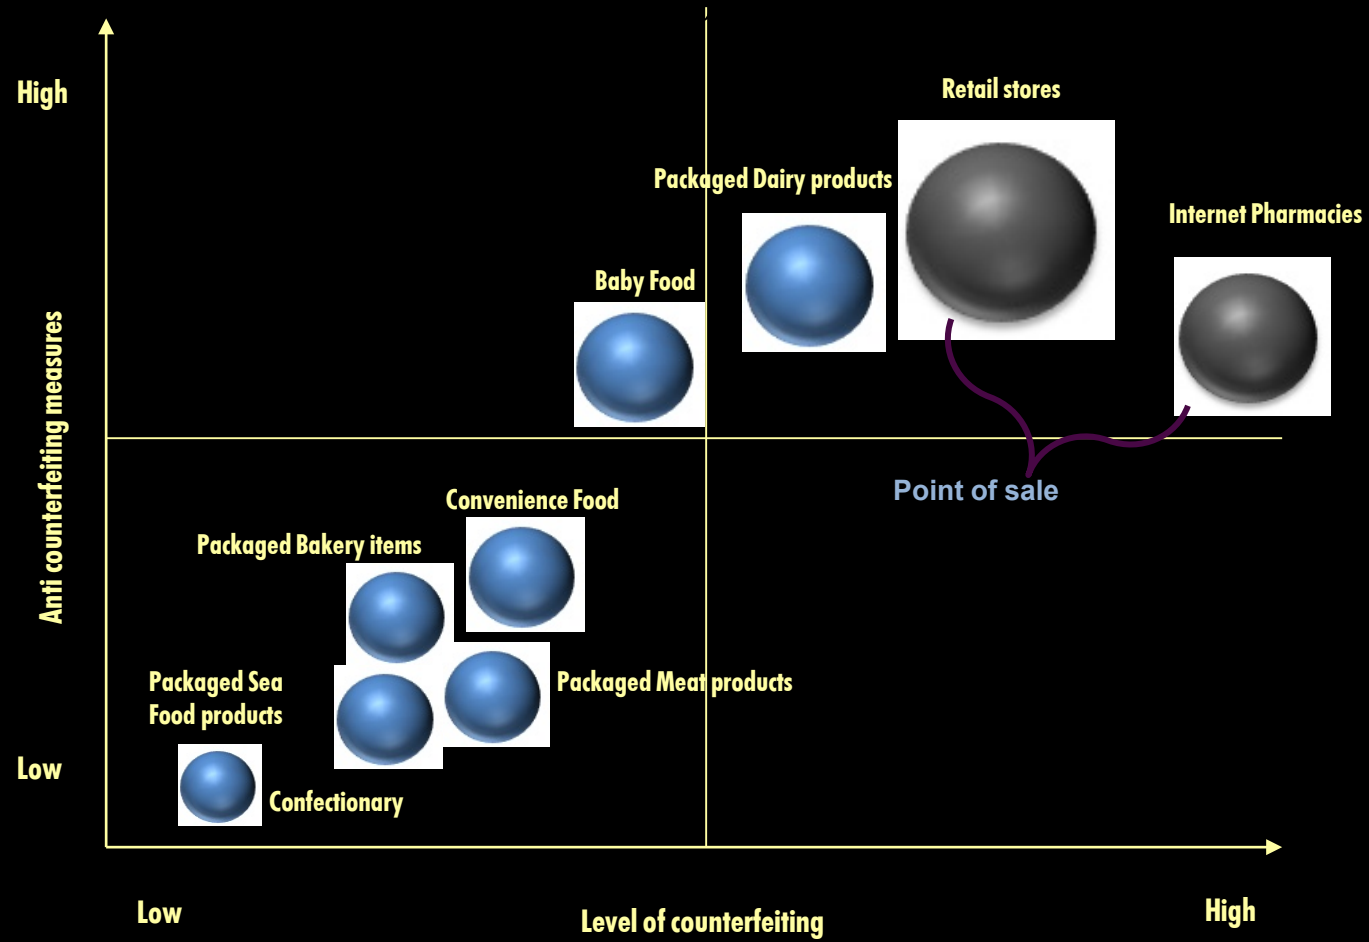 High
Retail stores
Packaged Dairy products
Internet Pharmacies
Baby Food
Anti counterfeiting measures
Point of sale
Convenience Food
Packaged Bakery items
Packaged Sea
Food products
Packaged Meat products
Low
Confectionary
Low
Level of counterfeiting
High